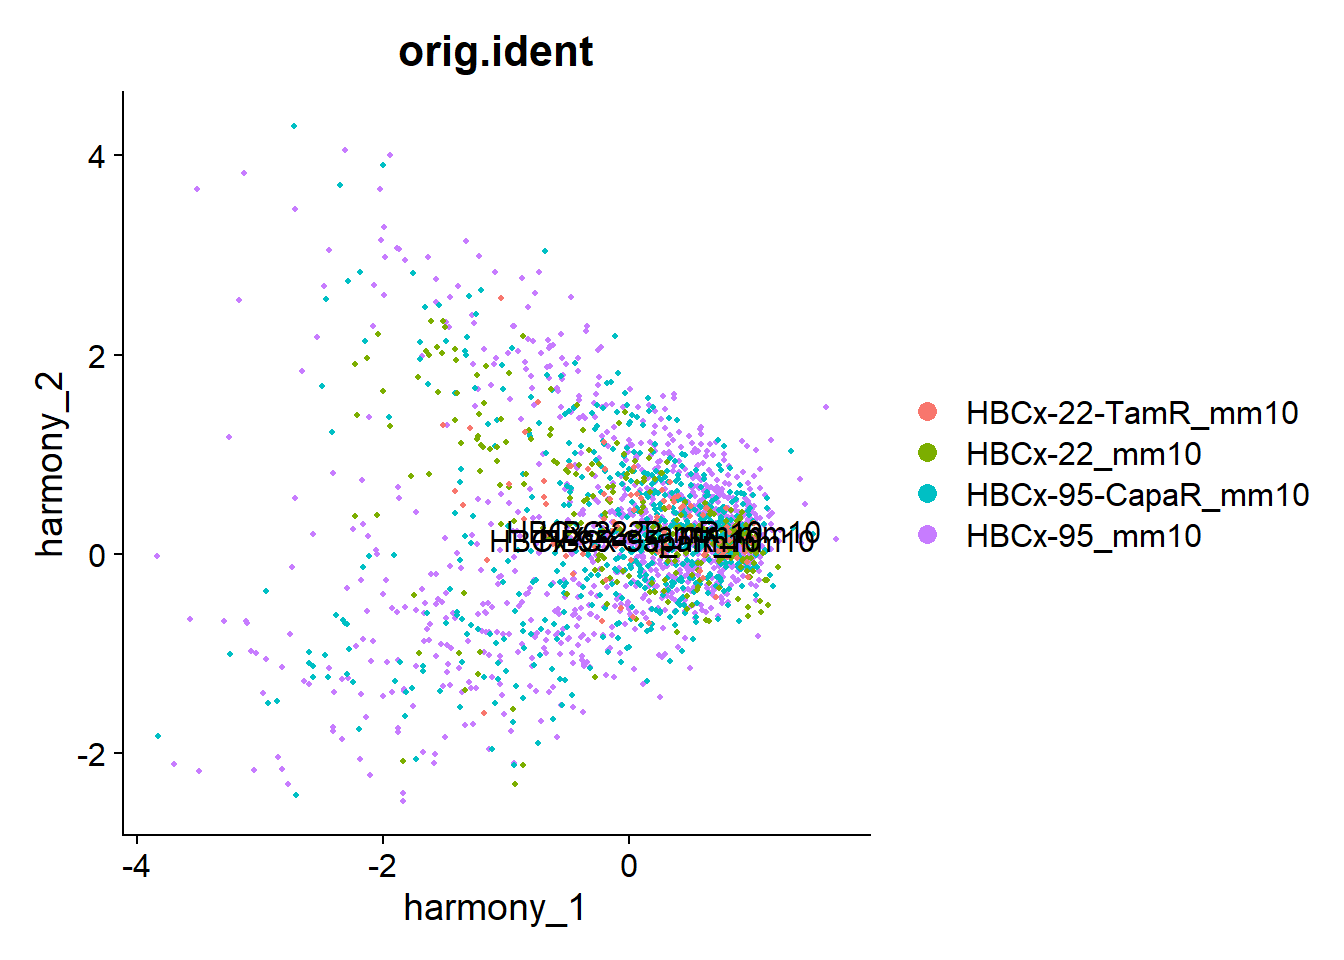 orig.ident
4
2
0
-2
harmony_2
-4
-2
0
harmony_1
HBCx-22-TamR_mm10
HBCx-22_mm10
HBCx-95-CapaR_mm10
HBCx-95_mm10